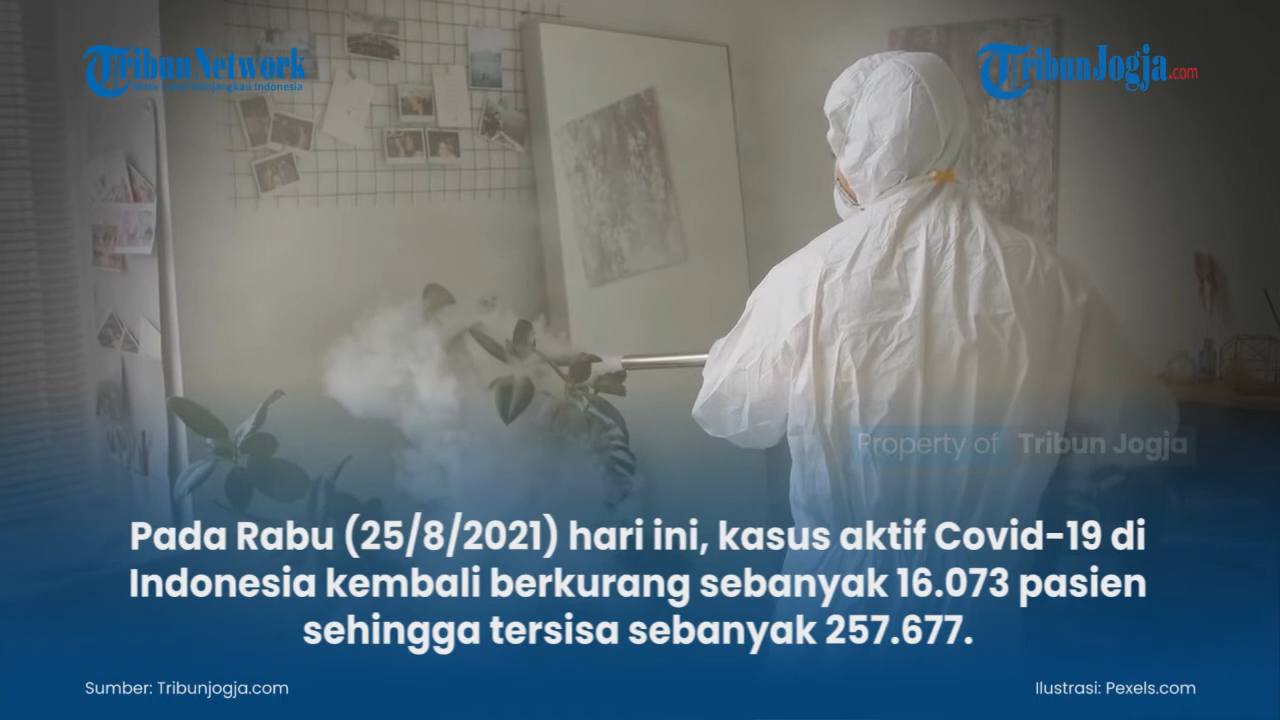 Tribun Network
TribunJogja.com
Property of Tribun Jogja
Pada Rabu (25/8/2021) hari ini, kasus aktif Covid-19 di
Indonesia kembali berkurang sebanyak 16.073 pasien
sehingga tersisa sebanyak 257.677.
Sumber: Tribunjogja.com
Ilustrasi: Pexels.com